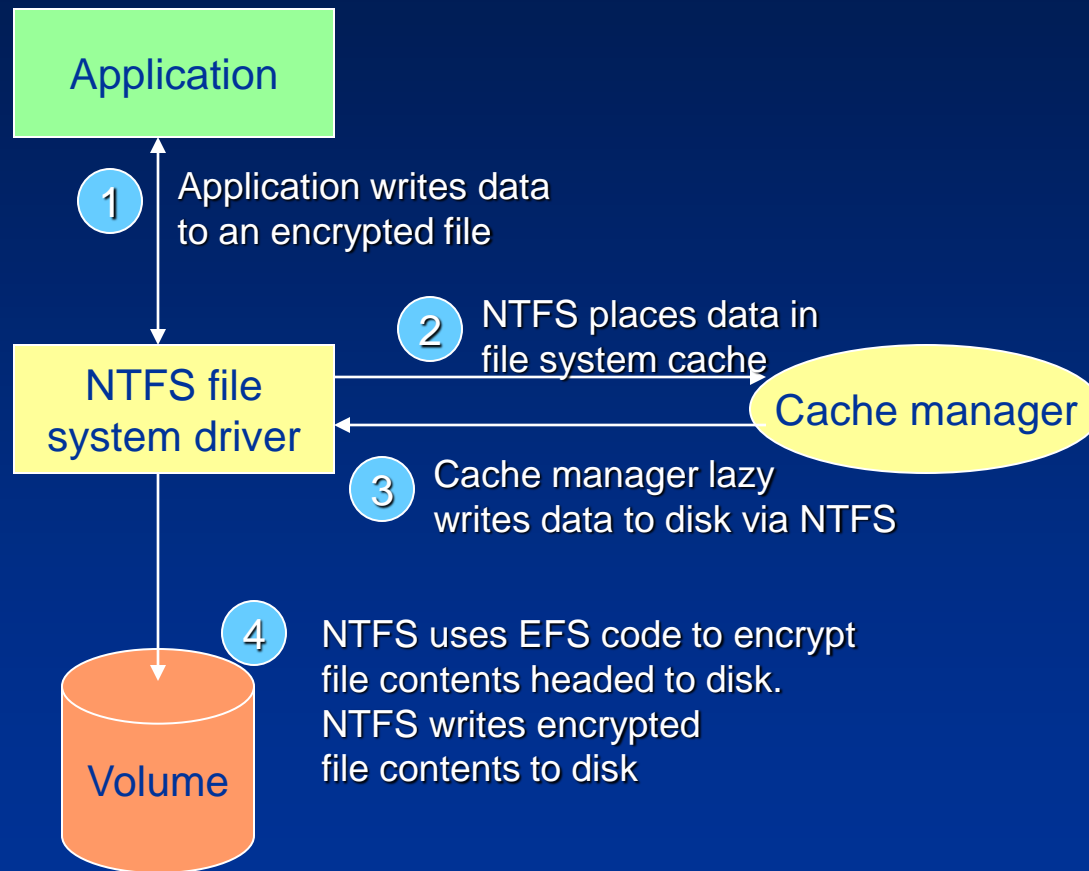 Application
1
Application writes data
to an encrypted file
2
NTFS places data in
file system cache
NTFS file
system driver
Cache manager
3
Cache manager lazy
writes data to disk via NTFS
4
NTFS uses EFS code to encrypt
file contents headed to disk.
NTFS writes encrypted
file contents to disk
Volume